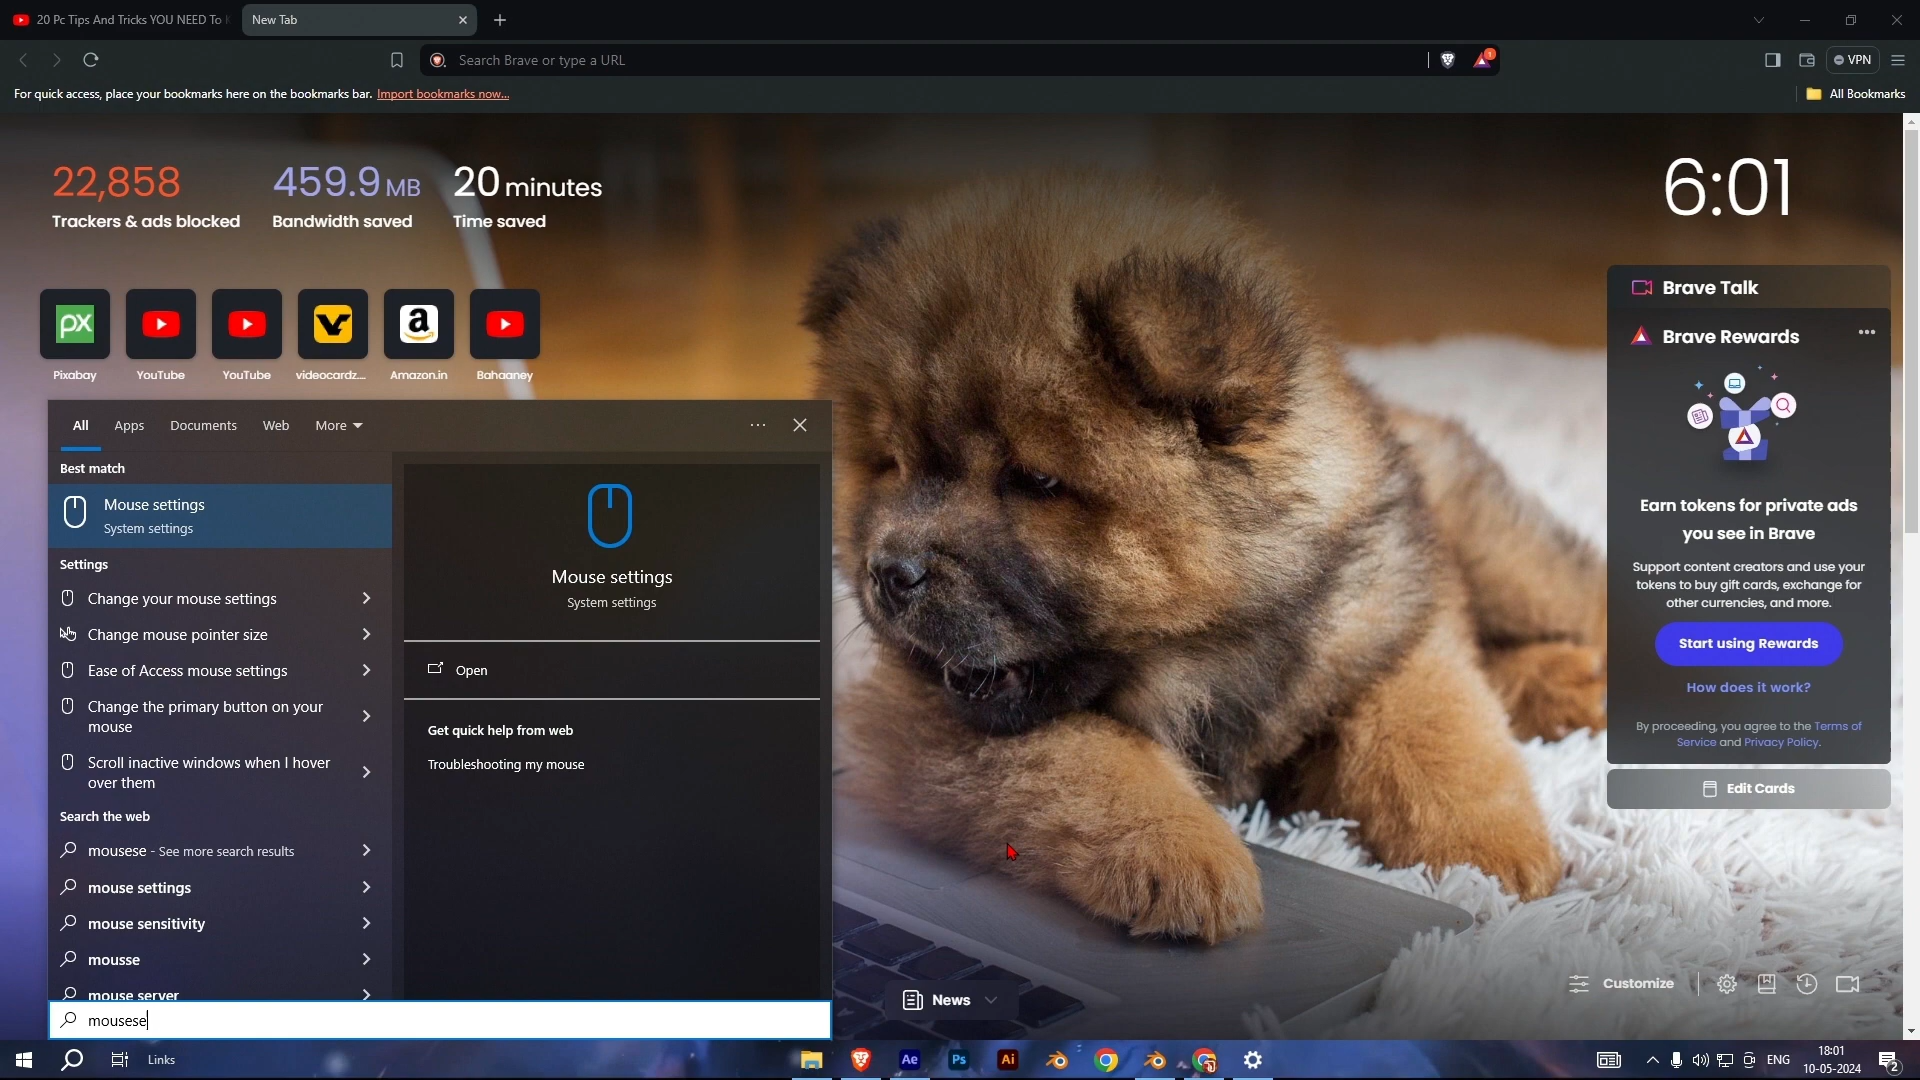 20 Pc Tips And Tricks YOU NEED To K
New Tab
Search Brave or type a URL
1
VPN
For quick access, place your bookmarks here on the bookmarks bar. Import bookmarks now...
All Bookmarks
22,858
Trackers & ads blocked
459.9 MB
Bandwidth saved
20 minutes
Time saved
6:01
px
a
Pixabay
YouTube
YouTube
videocardz....
Amazon.in
Bahaaney
Brave Talk
Brave Rewards
Earn tokens for private ads
you see in Brave
Support content creators and use your
tokens to buy gift cards, exchange for
other currencies, and more.
Start using Rewards
How does it work?
By proceeding, you agree to the Terms of
Service and Privacy Policy.
Edit Cards
All
Apps
Documents
Web
More
Best match
Mouse settings
System settings
Settings
Change your mouse settings
Change mouse pointer size
Ease of Access mouse settings
Change the primary button on your
mouse
Scroll inactive windows when I hover
over them
Search the web
mousese - See more search results
mouse settings
mouse sensitivity
mousse
mouse server
mousese
Mouse settings
System settings
Open
Get quick help from web
Troubleshooting my mouse
News
Customize
Links
Ae
Ps
Ai
ENG
18:01
10-05-2024
2